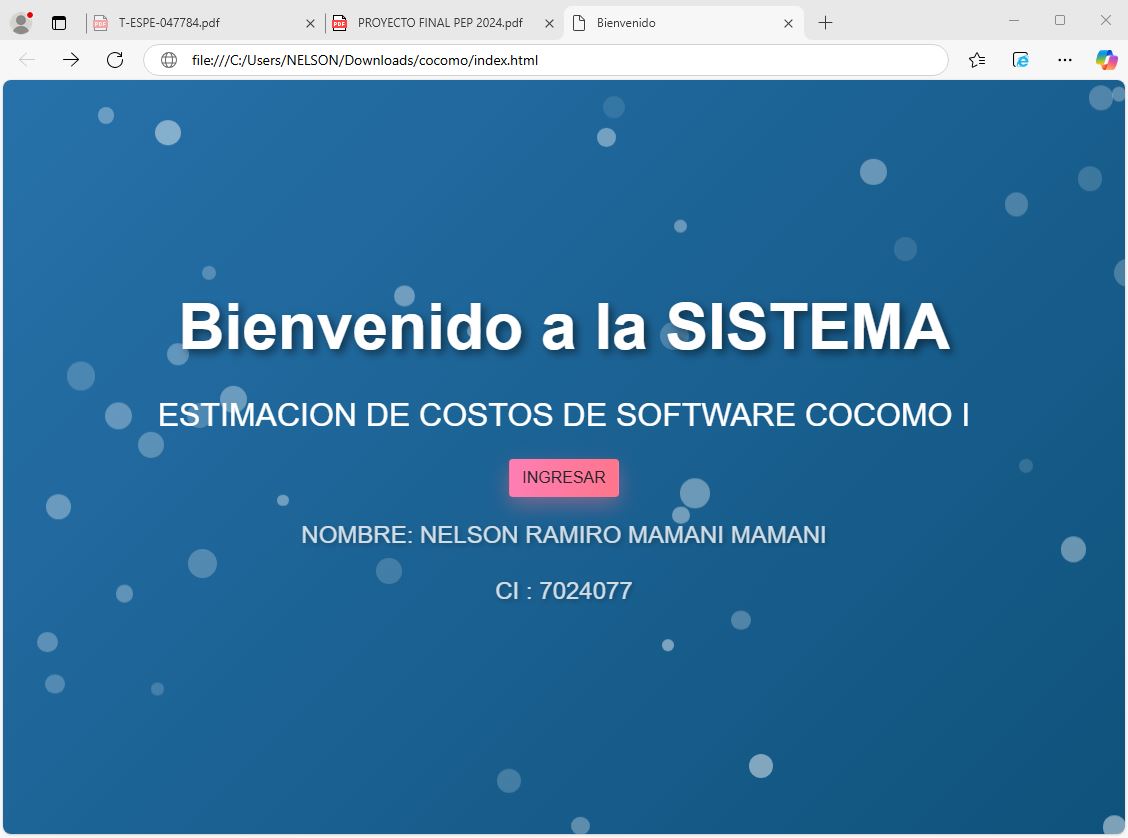 T-ESPE-047784.pdf
PROYECTO FINAL PEP 2024.pdf
Bienvenido
file:///C:/Users/NELSON/Downloads/cocomo/index.html
Bienvenido a la SISTEMA
ESTIMACION DE COSTOS DE SOFTWARE COCOMO I
INGRESAR
NOMBRE: NELSON RAMIRO MAMANI MAMANI
CI : 7024077